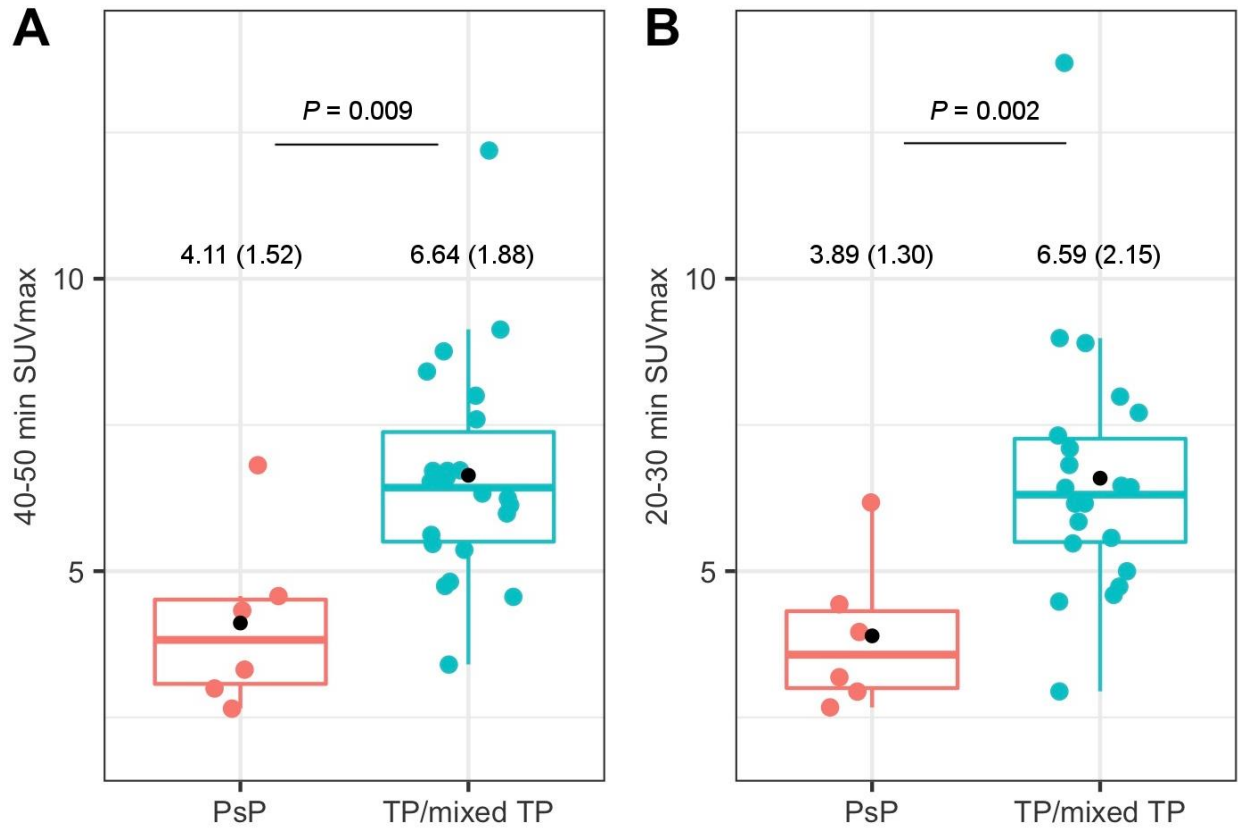 A
P = 0.009
4.11 (1.52)
6.64 (1.88)
40-50 min SUVmax
10
5
PsP
TP/mixed TP
B
P = 0.002
3.89 (1.30)
6.59 (2.15)
20-30 min SUVmax
10
5
PsP
TP/mixed TP